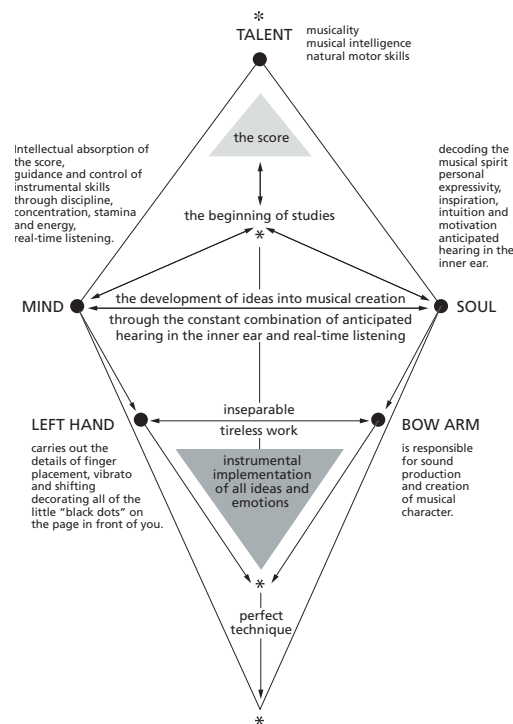 *
TALENT
musicality
musical intelligence
natural motor skills
the score
Intellectual absorption of
the score,
guidance and control of
instrumental skills
through discipline,
concentration, stamina
and energy,
real-time listening.
decoding the
musical spirit
personal
expressivity,
inspiration,
intuition and
motivation
anticipated
hearing in the
inner ear.
the beginning of studies
*
MIND
the development of ideas into musical creation
SOUL
through the constant combination of anticipated
hearing in the inner ear and real-time listening
LEFT HAND
inseparable
BOW ARM
tireless work
carries out the
details of finger
placement, vibrato
and shifting
decorating all of the
little “black dots” on
the page in front of you.
instrumental
implementation
of all ideas and
emotions
is responsible
for sound
production
and creation
of musical
character.
*
perfect
technique
*